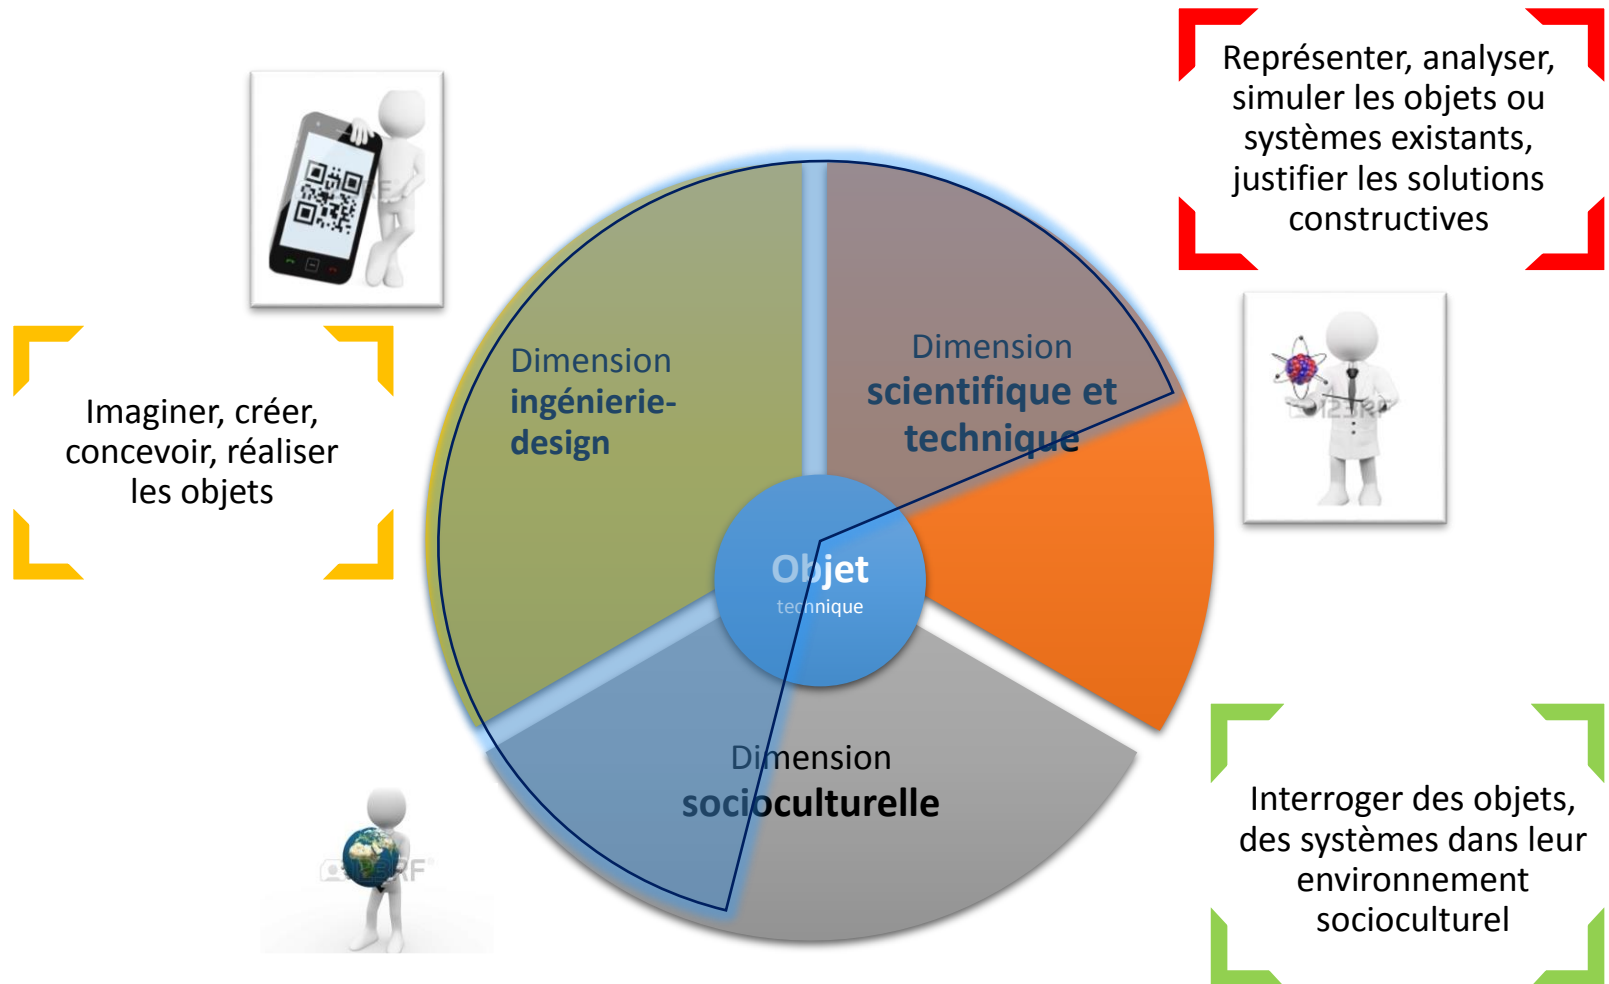 Représenter, analyser,
simuler les objets ou
systèmes existants,
justifier les solutions
constructives
Dimension
ingénierie-
design
Dimension
scientifique et
technique
Imaginer, créer,
concevoir, réaliser
les objets
123RF
Objet
technique
Dimension
socioculturelle
Interroger des objets,
des systèmes dans leur
environnement
socioculturel
123RF